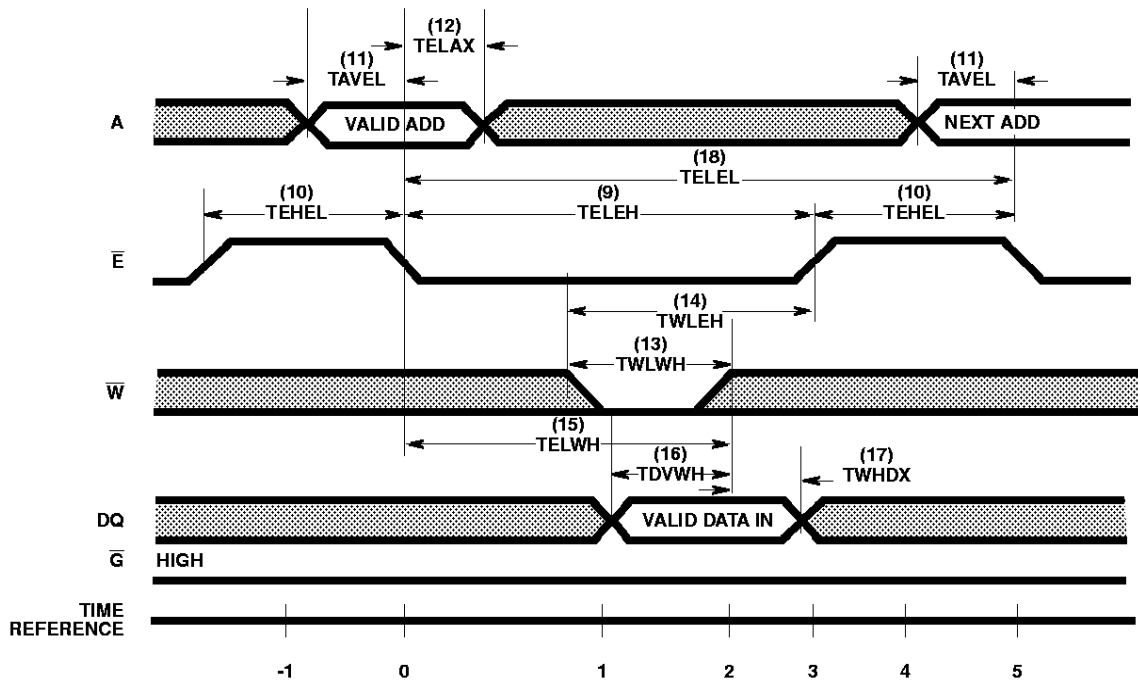 (12)
TELAX
(11)
TAVEL
(11)
TAVEL
A
VALID ADD
NEXT ADD
(18)
TELEL
(10)
TEHEL
(9)
TELEH
(10)
TEHEL
E
(14)
TWLEH
(13)
TWLWH
W
(15)
TELWH
(16)
TDVWH
(17)
TWHDX
DQ
VALID DATA IN
G
HIGH
TIME
REFERENCE
-1 0 1 2 3 4 5